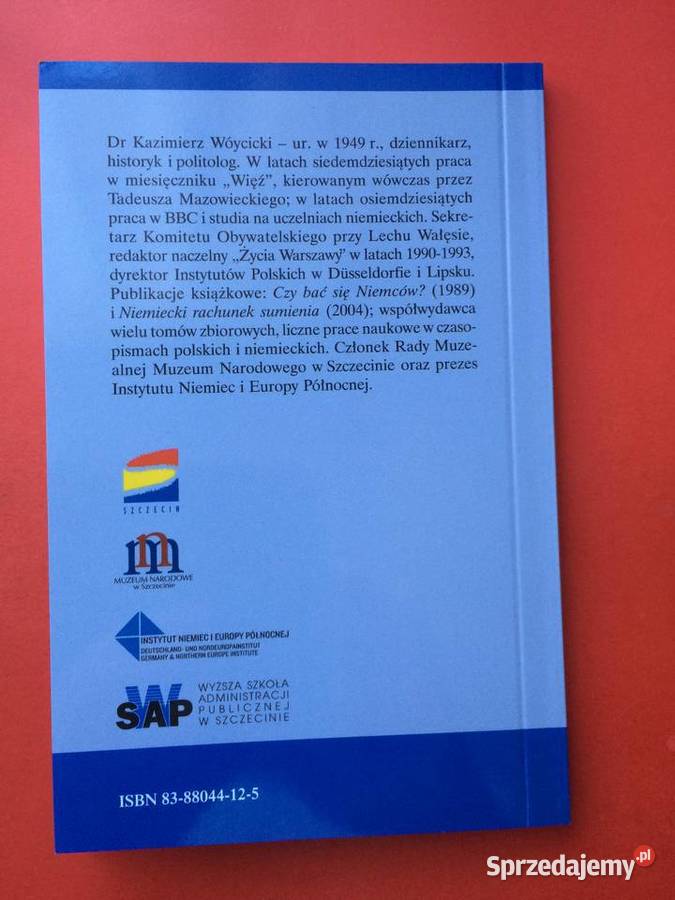 Dr Kazimierz Wóycicki – ur. w 1949 r., dziennikarz,
historyk i politolog. W latach siedemdziesiątych praca
w miesięczniku „Więź”, kierowanym wówczas przez
Tadeusza Mazowieckiego; w latach osiemdziesiątych
praca w BBC i studia na uczelniach niemieckich. Sekre-
tarz Komitetu Obywatelskiego przy Lechu Wałęsie,
redaktor naczelny „Życia Warszawy” w latach 1990-1993,
dyrektor Instytutów Polskich w Düsseldorfie i Lipsku.
Publikacje książkowe: Czy bać się Niemców? (1989)
i Niemiecki rachunek sumienia (2004); współwydawca
wielu tomów zbiorowych, liczne prace naukowe w czaso-
pismach polskich i niemieckich. Członek Rady Muze-
alnej Muzeum Narodowego w Szczecinie oraz prezes
Instytutu Niemiec i Europy Północnej.
SZCZECIN
mn
MUZEUM NARODOWE
w Szczecinie
INSTYTUT NIEMIEC I EUROPY PÓŁNOCNEJ
DEUTSCHLAND- UND NORDEUROPAINSTITUT
GERMANY & NORTHERN EUROPE INSTITUTE
WSAP
WYŻSZA SZKOŁA
ADMINISTRACJI
PUBLICZNEJ
W SZCZECINIE
ISBN 83-88044-12-5
Sprzedajemy.pl